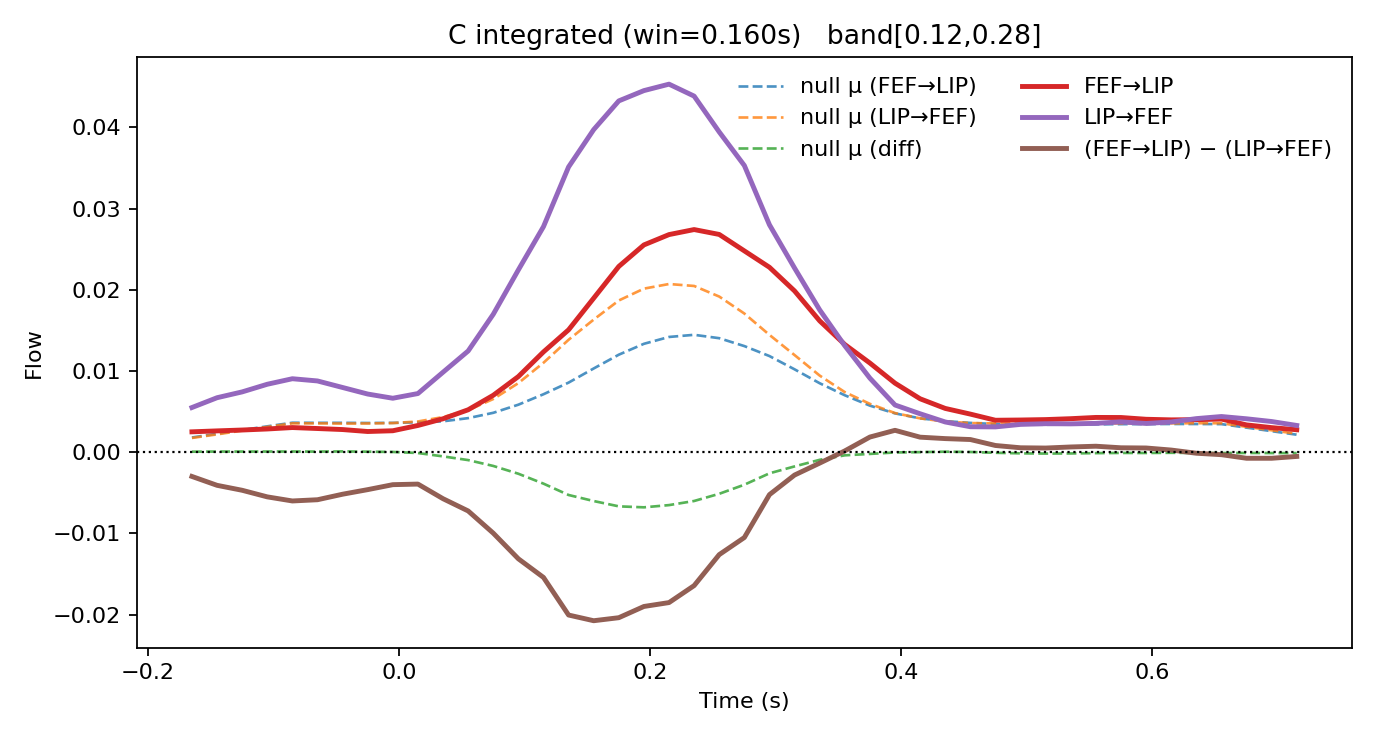 C integrated (win=0.160s)   band[0.12,0.28]
null μ (FEF→LIP)
null μ (LIP→FEF)
null μ (diff)
FEF→LIP
LIP→FEF
(FEF→LIP) − (LIP→FEF)
Flow
0.04
0.03
0.02
0.01
0.00
−0.01
−0.02
−0.2
0.0
0.2
0.4
0.6
Time (s)